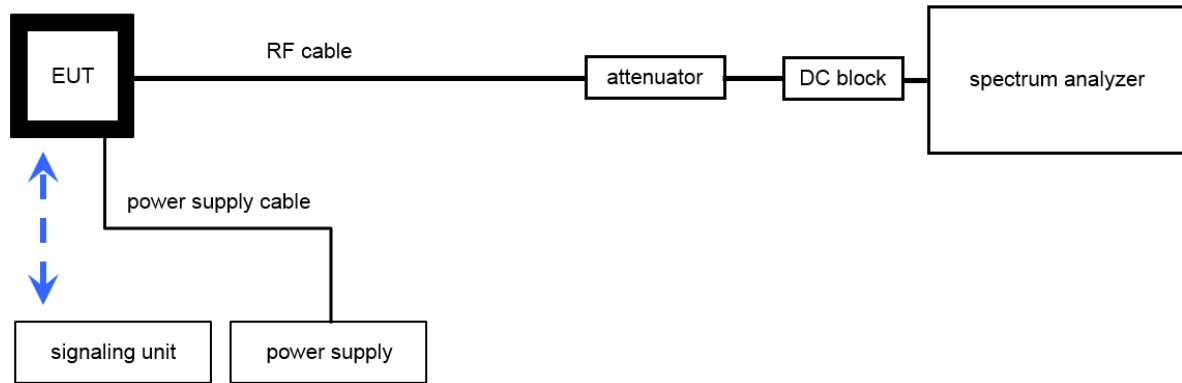 RF cable
EUT
attenuator
DC block
spectrum analyzer
power supply cable
signaling unit
power supply